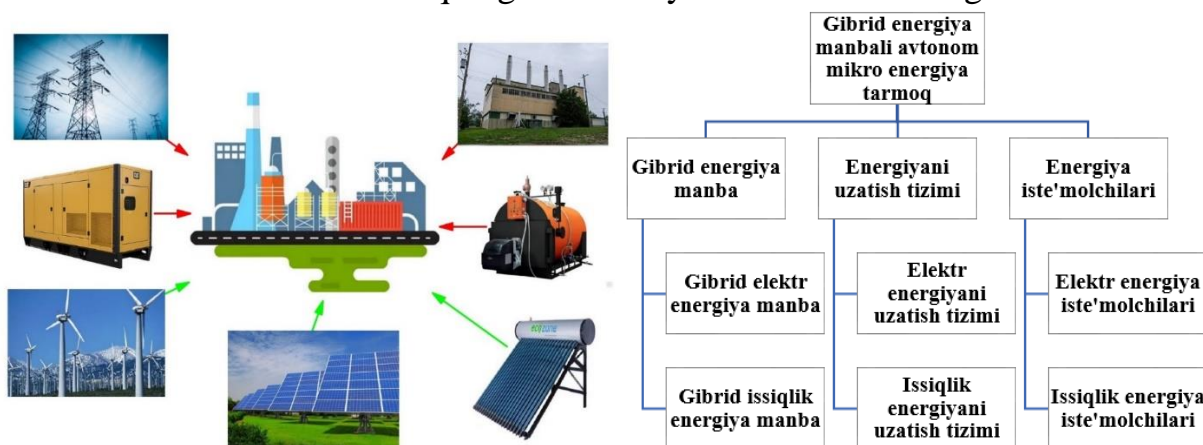 Gibrid energiya
manbali avtonom
mikro energiya
tarmoq
Gibrid energiya
manba
Energiyani
uzatish tizimi
Energiya
iste'molchilari
Gibrid elektr
energiya manba
Elektr
energiyani
uzatish tizimi
Elektr energiya
iste'molchilari
Gibrid issiqlik
energiya manba
Issiqlik
energiyani
uzatish tizimi
Issiqlik energiya
iste'molchilari